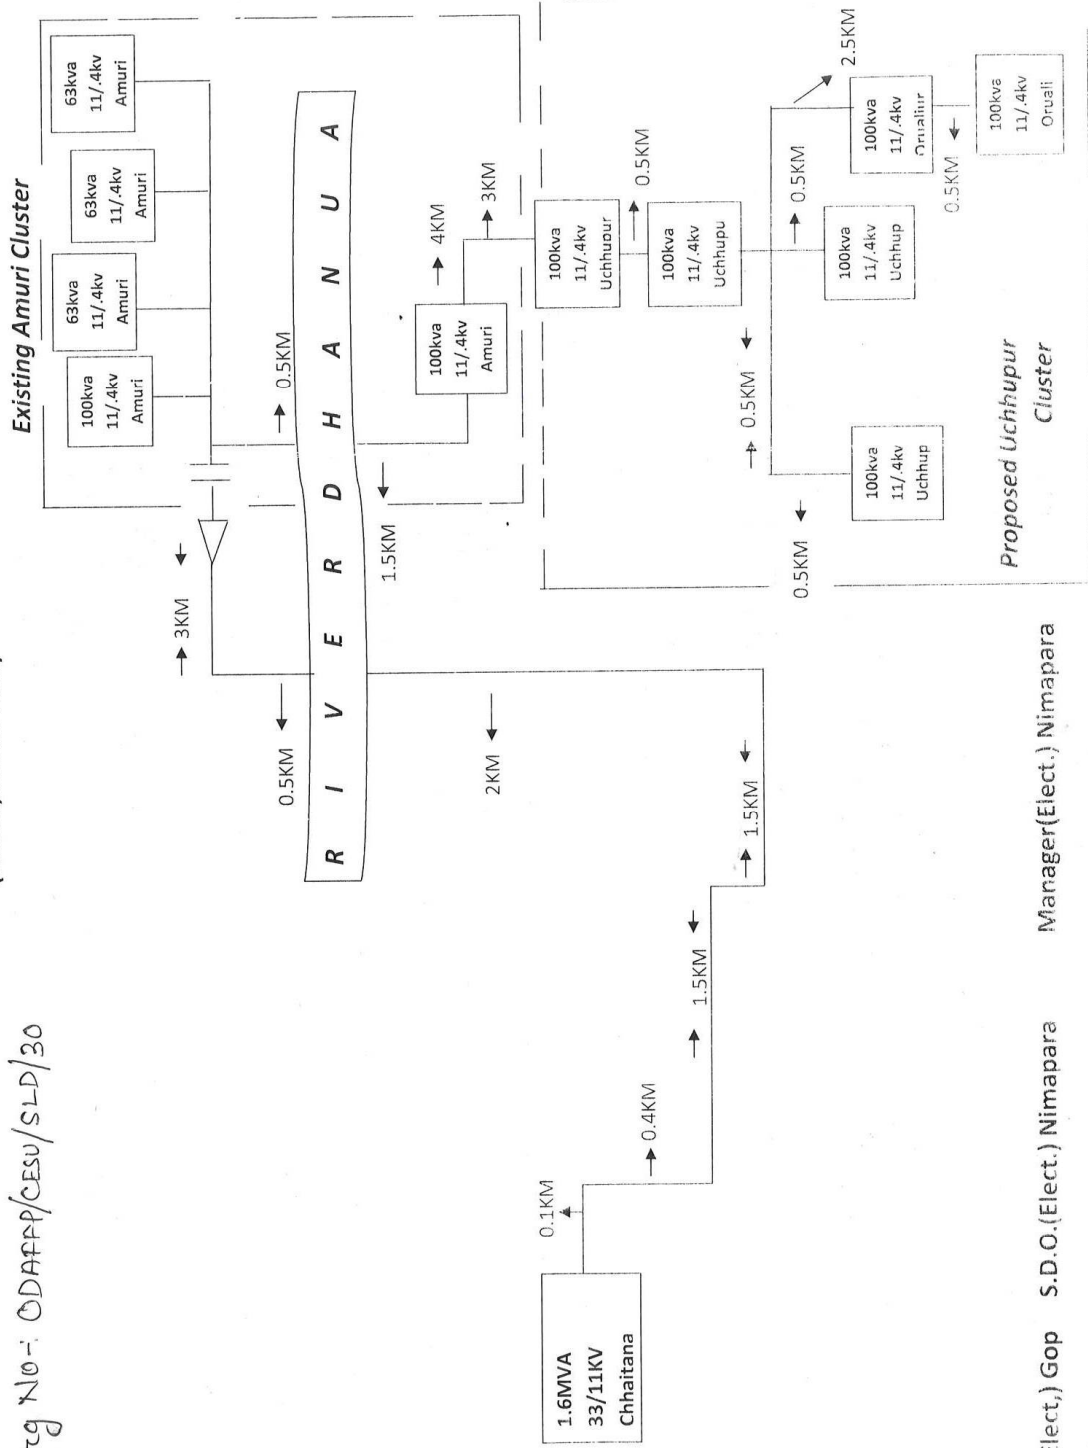 rg No-: ODAFFP/CESU/SLD/30
Existing Amuri Cluster
100kva
11/.4kv
Amuri
63kva
11/.4kv
Amuri
63kva
11/.4kv
Amuri
63kva
11/.4kv
Amuri
3KM
0.5KM
0.5KM
R I V E R D H A N U A
1.5KM
100kva
11/.4kv
Amuri
4KM
3KM
2KM
0.1KM
1.6MVA
33/11KV
Chhaitana
0.4KM
1.5KM
1.5KM
100kva
11/.4kv
Uchhupur
0.5KM
100kva
11/.4kv
Uchhupu
0.5KM
0.5KM
0.5KM
2.5KM
100kva
11/.4kv
Uchhup
100kva
11/.4kv
Uchhup
100kva
11/.4kv
0.5KM
100kva
11/.4kv
Oruali
Proposed Uchhupur
Cluster
lect,) Gop S.D.O.(Elect.) Nimapara Manager(Elect.) Nimapara